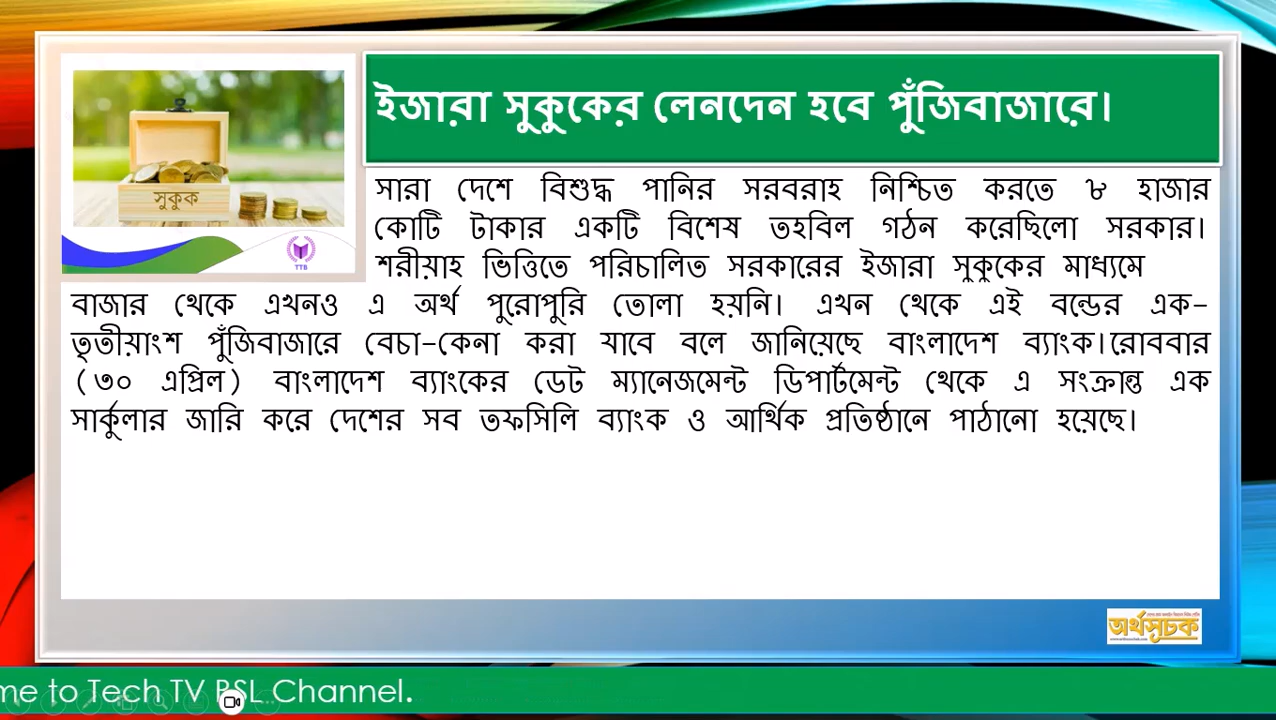 ইজারা সুকুকের লেনদেন হবে পুঁজিবাজারে।
সুকুক
TTB
সারা দেশে বিশুদ্ধ পানির সরবরাহ নিশ্চিত করতে ৮ হাজার
কোটি টাকার একটি বিশেষ তহবিল গঠন করেছিলো সরকার।
শরীয়াহ ভিত্তিতে পরিচালিত সরকারের ইজারা সুকুকের মাধ্যমে
বাজার থেকে এখনও এ অর্থ পুরোপুরি তোলা হয়নি। এখন থেকে এই বন্ডের এক-
তৃতীয়াংশ পুঁজিবাজারে বেচা-কেনা করা যাবে বলে জানিয়েছে বাংলাদেশ ব্যাংক।রোববার
(৩০ এপ্রিল) বাংলাদেশ ব্যাংকের ডেট ম্যানেজমেন্ট ডিপার্টমেন্ট থেকে এ সংক্রান্ত এক
সার্কুলার জারি করে দেশের সব তফসিলি ব্যাংক ও আর্থিক প্রতিষ্ঠানে পাঠানো হয়েছে।
অর্থসূচক
me to Tech TV PSL Channel.